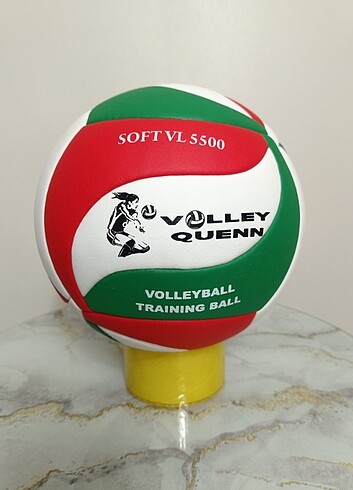 SOFT VL 5500
VOLLEY
QUENN
VOLLEYBALL
TRAINING BALL